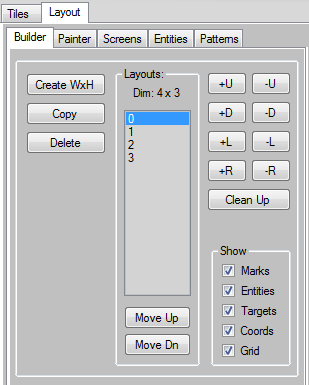 Tiles Layout
Builder Painter Screens Entities Patterns
Create WxH
Copy
Delete
Layouts:
Dim: 4 x 3
0
1
2
3
Move Up
Move Dn
+U -U
+D -D
+L -L
+R -R
Clean Up
Show
Marks
Entities
Targets
Coords
Grid